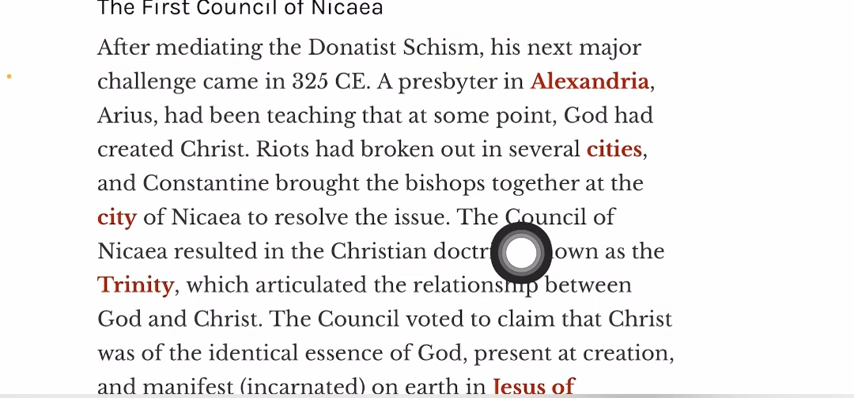 The First Council of Nicaea
After mediating the Donatist Schism, his next major
challenge came in 325 CE. A presbyter in Alexandria,
Arius, had been teaching that at some point, God had
created Christ. Riots had broken out in several cities,
and Constantine brought the bishops together at the
city of Nicaea to resolve the issue. The Council of
Nicaea resulted in the Christian as the
Trinity, which articulated the relationship between
God and Christ. The Council voted to claim that Christ
was of the identical essence of God, present at creation,
and manifest (incarnated) on earth in Jesus of